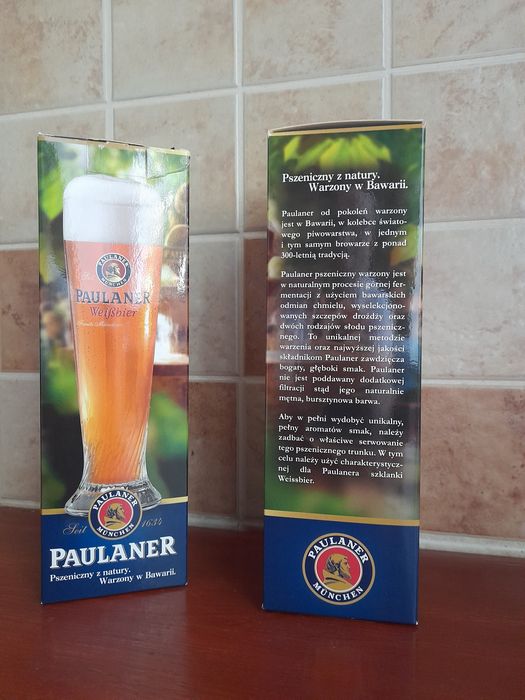 PAULANER
MÜNCHEN
PAULANER
Weißbier
PAULANER
MÜNCHEN
Seit 1634
PAULANER
Pszeniczny z natury.
Warzony w Bawarii.
Pszeniczny z natury.
Warzony w Bawarii.
Paulaner od pokoleń warzony
jest w Bawarii, w kolebce świato-
wego piwowarstwa, w jednym
i tym samym browarze z ponad
300-letnią tradycją.
Paulaner pszeniczny warzony jest
w naturalnym procesie górnej fer-
mentacji z użyciem bawarskich
odmian chmielu, wyselekcjono-
wanych szczepów drożdży oraz
dwóch rodzajów słodu pszenicz-
nego. To unikalnej metodzie
warzenia oraz najwyższej jakości
składnikom Paulaner zawdzięcza
bogaty, głęboki smak. Paulaner
nie jest poddawany dodatkowej
filtracji stąd jego naturalnie
mętna, bursztynowa barwa.
Aby w pełni wydobyć unikalny,
pełny aromatów smak, należy
zadbać o właściwe serwowanie
tego pszenicznego trunku. W tym
celu należy użyć charakterystycz-
nej dla Paulanera szklanki
Weissbier.
PAULANER
MÜNCHEN